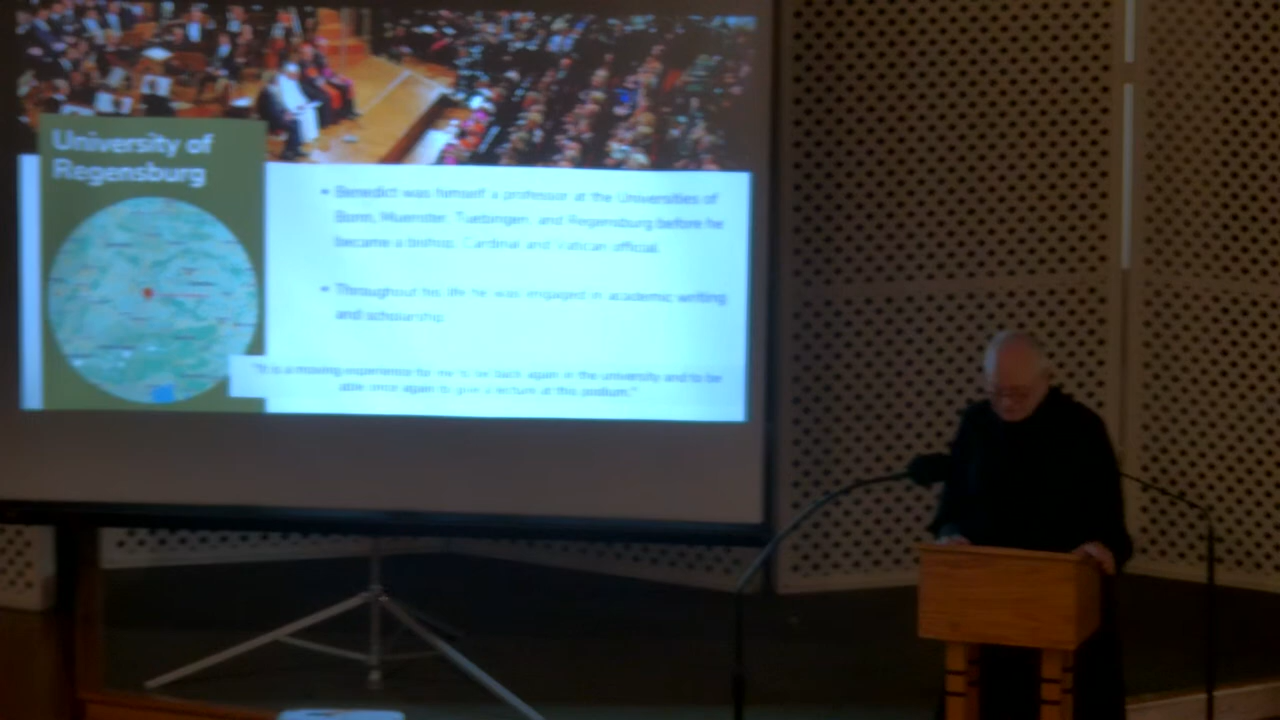 University of
Regensburg
• Benedict was himself a professor at the Universities of
Bonn, Muenster, Tuebingen, and Regensburg before he
became a bishop, Cardinal and Vatican official.
• Throughout his life he was engaged in academic writing
and scholarship.
"It is a moving experience for me to be back again in the university and to be
able once again to give a lecture at this podium."